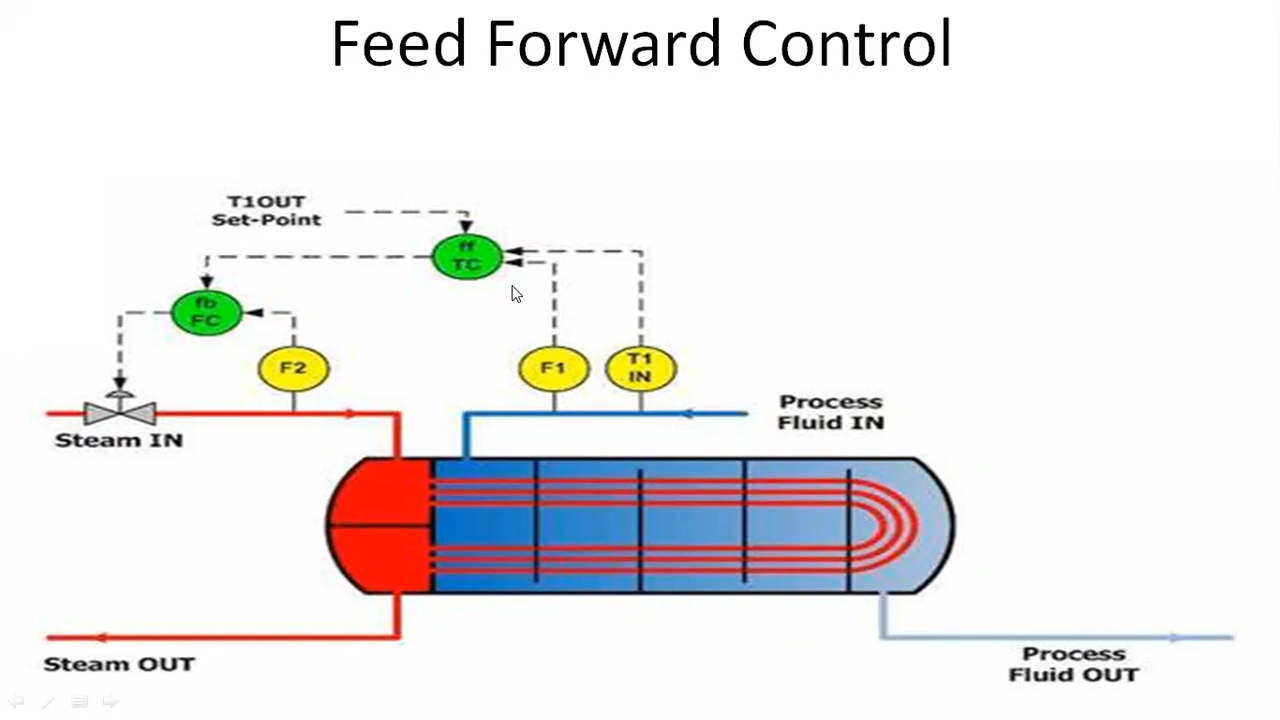 Feed Forward Control
T1OUT
Set-Point
ff
TC
fb
FC
F2
F1
T1
IN
Process
Fluid IN
Steam IN
Steam OUT
Process
Fluid OUT